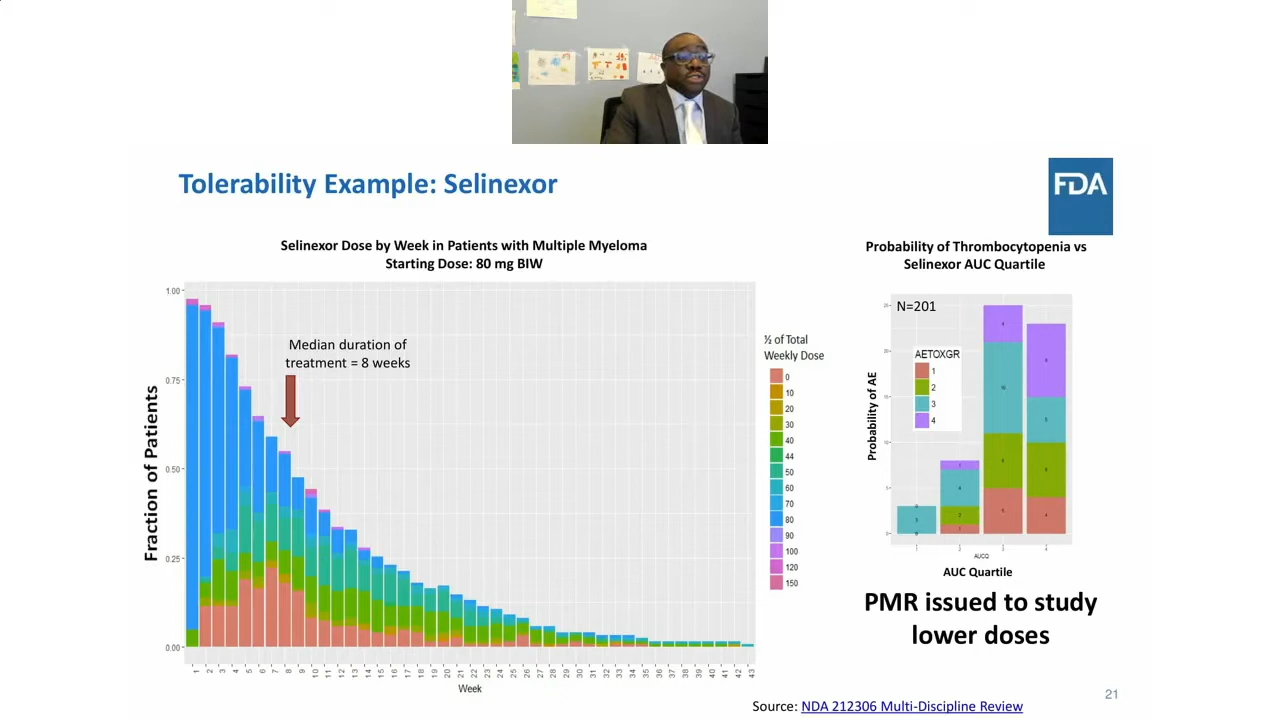 Tolerability Example: Selinexor
FDA
Selinexor Dose by Week in Patients with Multiple Myeloma
Starting Dose: 80 mg BIW
Probability of Thrombocytopenia vs
Selinexor AUC Quartile
1.00
0.75
0.50
0.25
0.00
Fraction of Patients
Median duration of
treatment = 8 weeks
1 2 3 4 5 6 7 8 9 10 11 12 13 14 15 16 17 18 19 20 21 22 23 24 25 26 27 28 29 30 31 32 33 34 35 36 37 38 39 40 41 42 43
Week
½ of Total
Weekly Dose
0
10
20
30
40
44
50
60
70
80
90
100
120
150
N=201
AETOXGR
1
2
3
4
Probability of AE
AUCQ
AUC Quartile
PMR issued to study
lower doses
Source: NDA 212306 Multi-Discipline Review
21